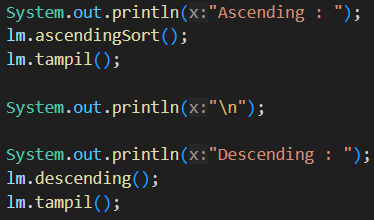 System.out.println(x:"Ascending : ");
lm.ascendingSort();
lm.tampil();

System.out.println(x:"\n");

System.out.println(x:"Descending : ");
lm.descending();
lm.tampil();